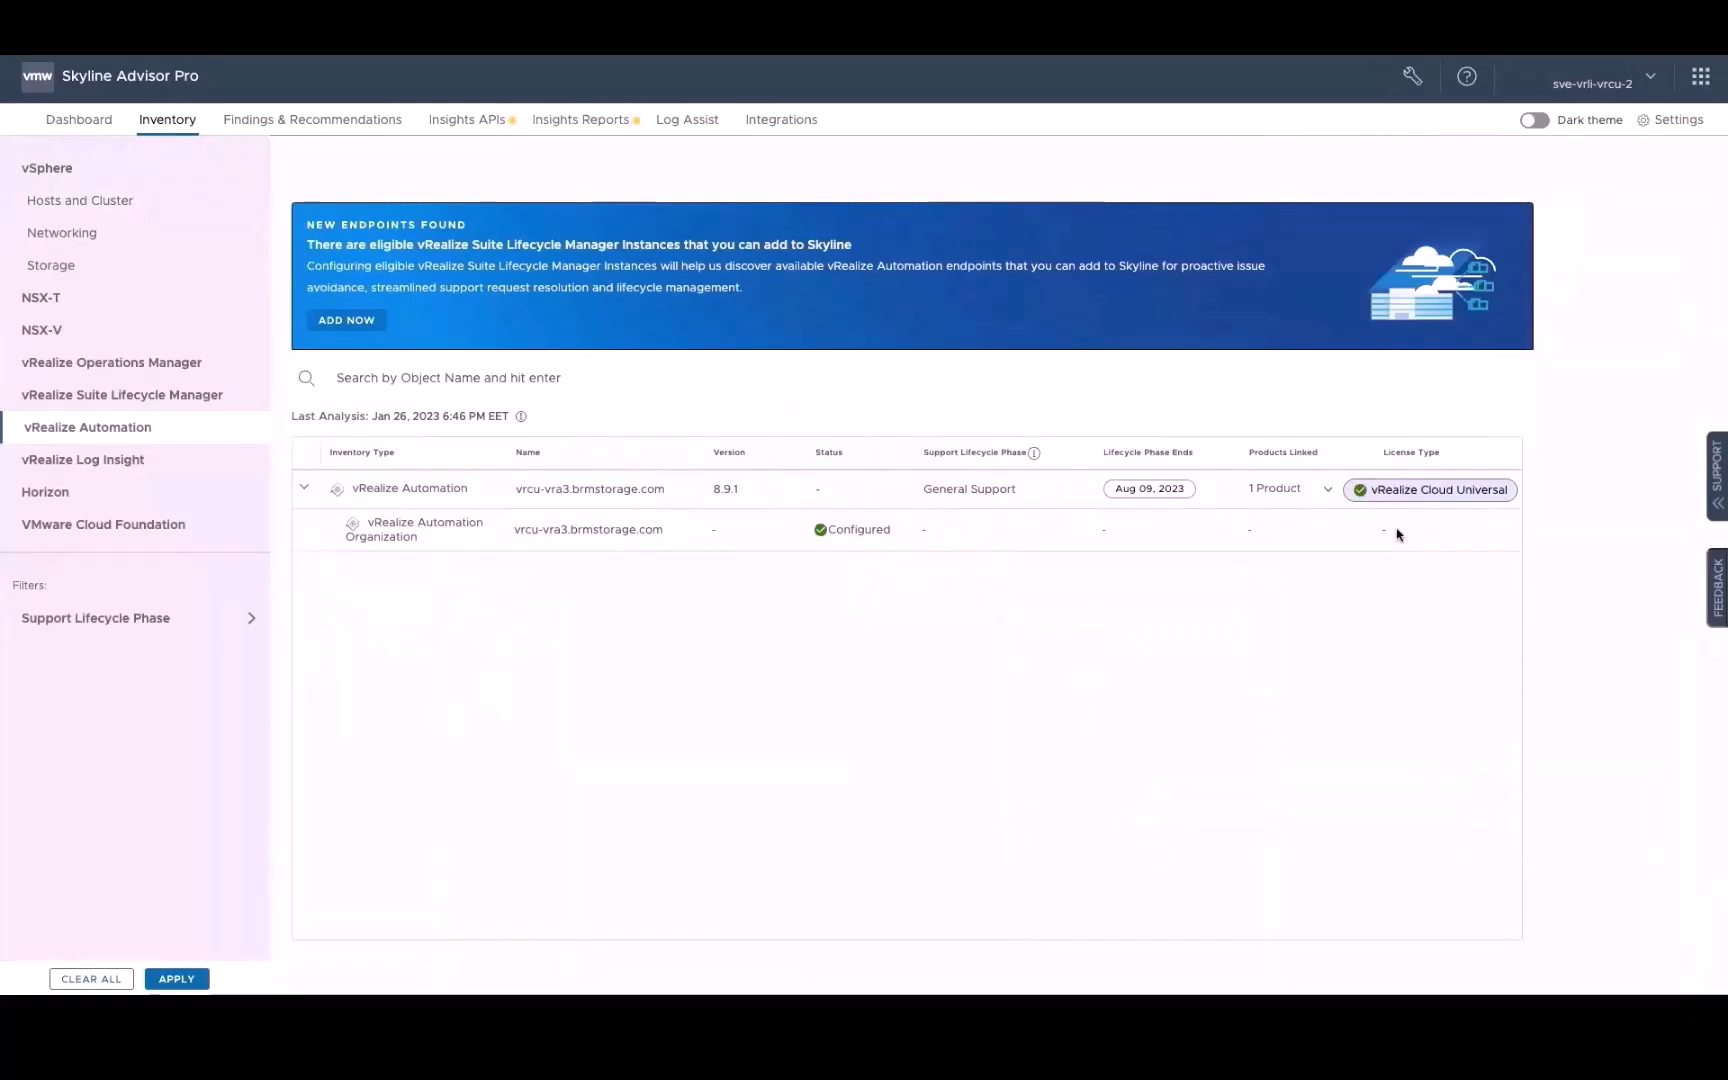 vmw Skyline Advisor Pro
sve-vrli-vrcu-2
Dashboard Inventory Findings & Recommendations Insights APIs Insights Reports Log Assist Integrations Dark theme Settings
vSphere
Hosts and Cluster
Networking
Storage
NSX-T
NSX-V
vRealize Operations Manager
vRealize Suite Lifecycle Manager
vRealize Automation
vRealize Log Insight
Horizon
VMware Cloud Foundation
Filters:
Support Lifecycle Phase
CLEAR ALL APPLY
NEW ENDPOINTS FOUND
There are eligible vRealize Suite Lifecycle Manager Instances that you can add to Skyline
Configuring eligible vRealize Suite Lifecycle Manager Instances will help us discover available vRealize Automation endpoints that you can add to Skyline for proactive issue
avoidance, streamlined support request resolution and lifecycle management.
ADD NOW
Search by Object Name and hit enter
Last Analysis: Jan 26, 2023 6:46 PM EET
Inventory Type Name Version Status Support Lifecycle Phase Lifecycle Phase Ends Products Linked License Type
vRealize Automation vrcu-vra3.brmstorage.com 8.9.1 - General Support Aug 09, 2023 1 Product vRealize Cloud Universal
vRealize Automation
Organization vrcu-vra3.brmstorage.com - Configured - - - -
SUPPORT
FEEDBACK